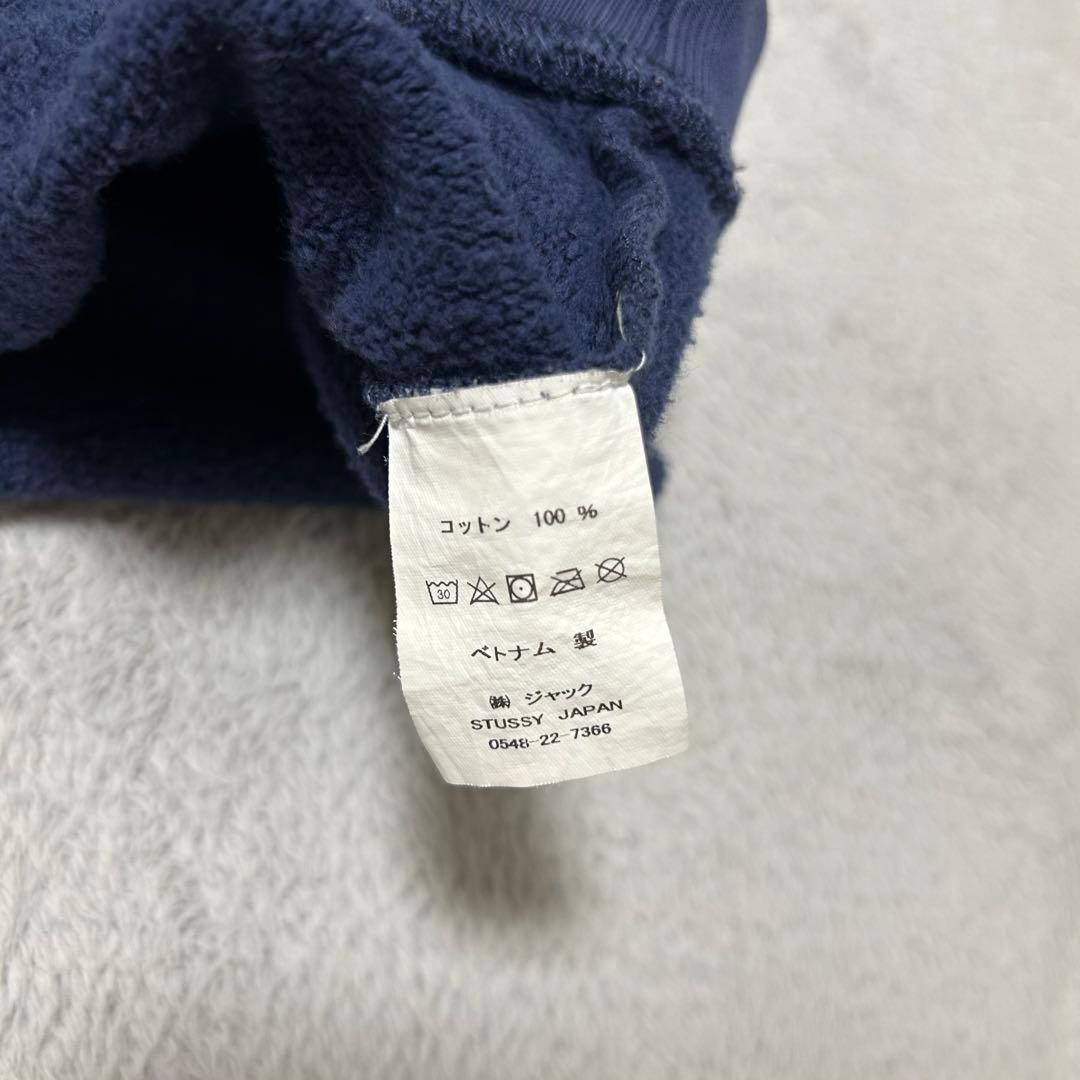 コットン 100 %
30
ベトナム 製
㈱ ジャック
STUSSY JAPAN
0548-22-7366